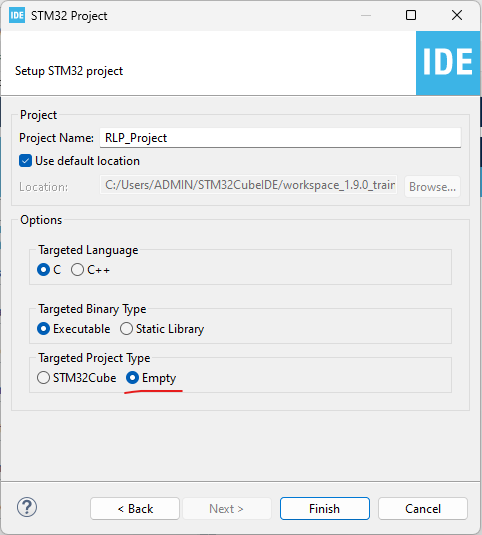 IDE STM32 Project
Setup STM32 project
IDE
Project
Project Name: RLP_Project
Use default location
Location: C:/Users/ADMIN/STM32CubeIDE/workspace_1.9.0_train Browse...
Options
Targeted Language
C C++
Targeted Binary Type
Executable Static Library
Targeted Project Type
STM32Cube Empty
? < Back Next > Finish Cancel